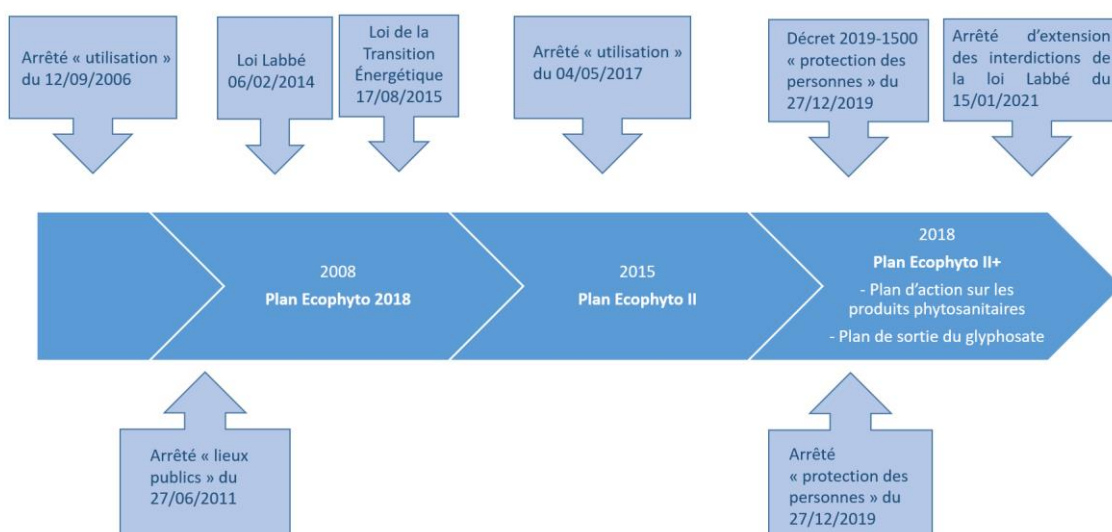 Arrêté « utilisation »
du 12/09/2006
Loi Labbé
06/02/2014
Loi de la
Transition
Énergétique
17/08/2015
Arrêté « utilisation »
du 04/05/2017
Décret 2019-1500
« protection des
personnes » du
27/12/2019
Arrêté d’extension
des interdictions de
la loi Labbé du
15/01/2021
2008
Plan Ecophyto 2018
2015
Plan Ecophyto II
2018
Plan Ecophyto II+
- Plan d’action sur les
produits phytosanitaires
- Plan de sortie du glyphosate
Arrêté « lieux
publics » du
27/06/2011
Arrêté
« protection des
personnes » du
27/12/2019